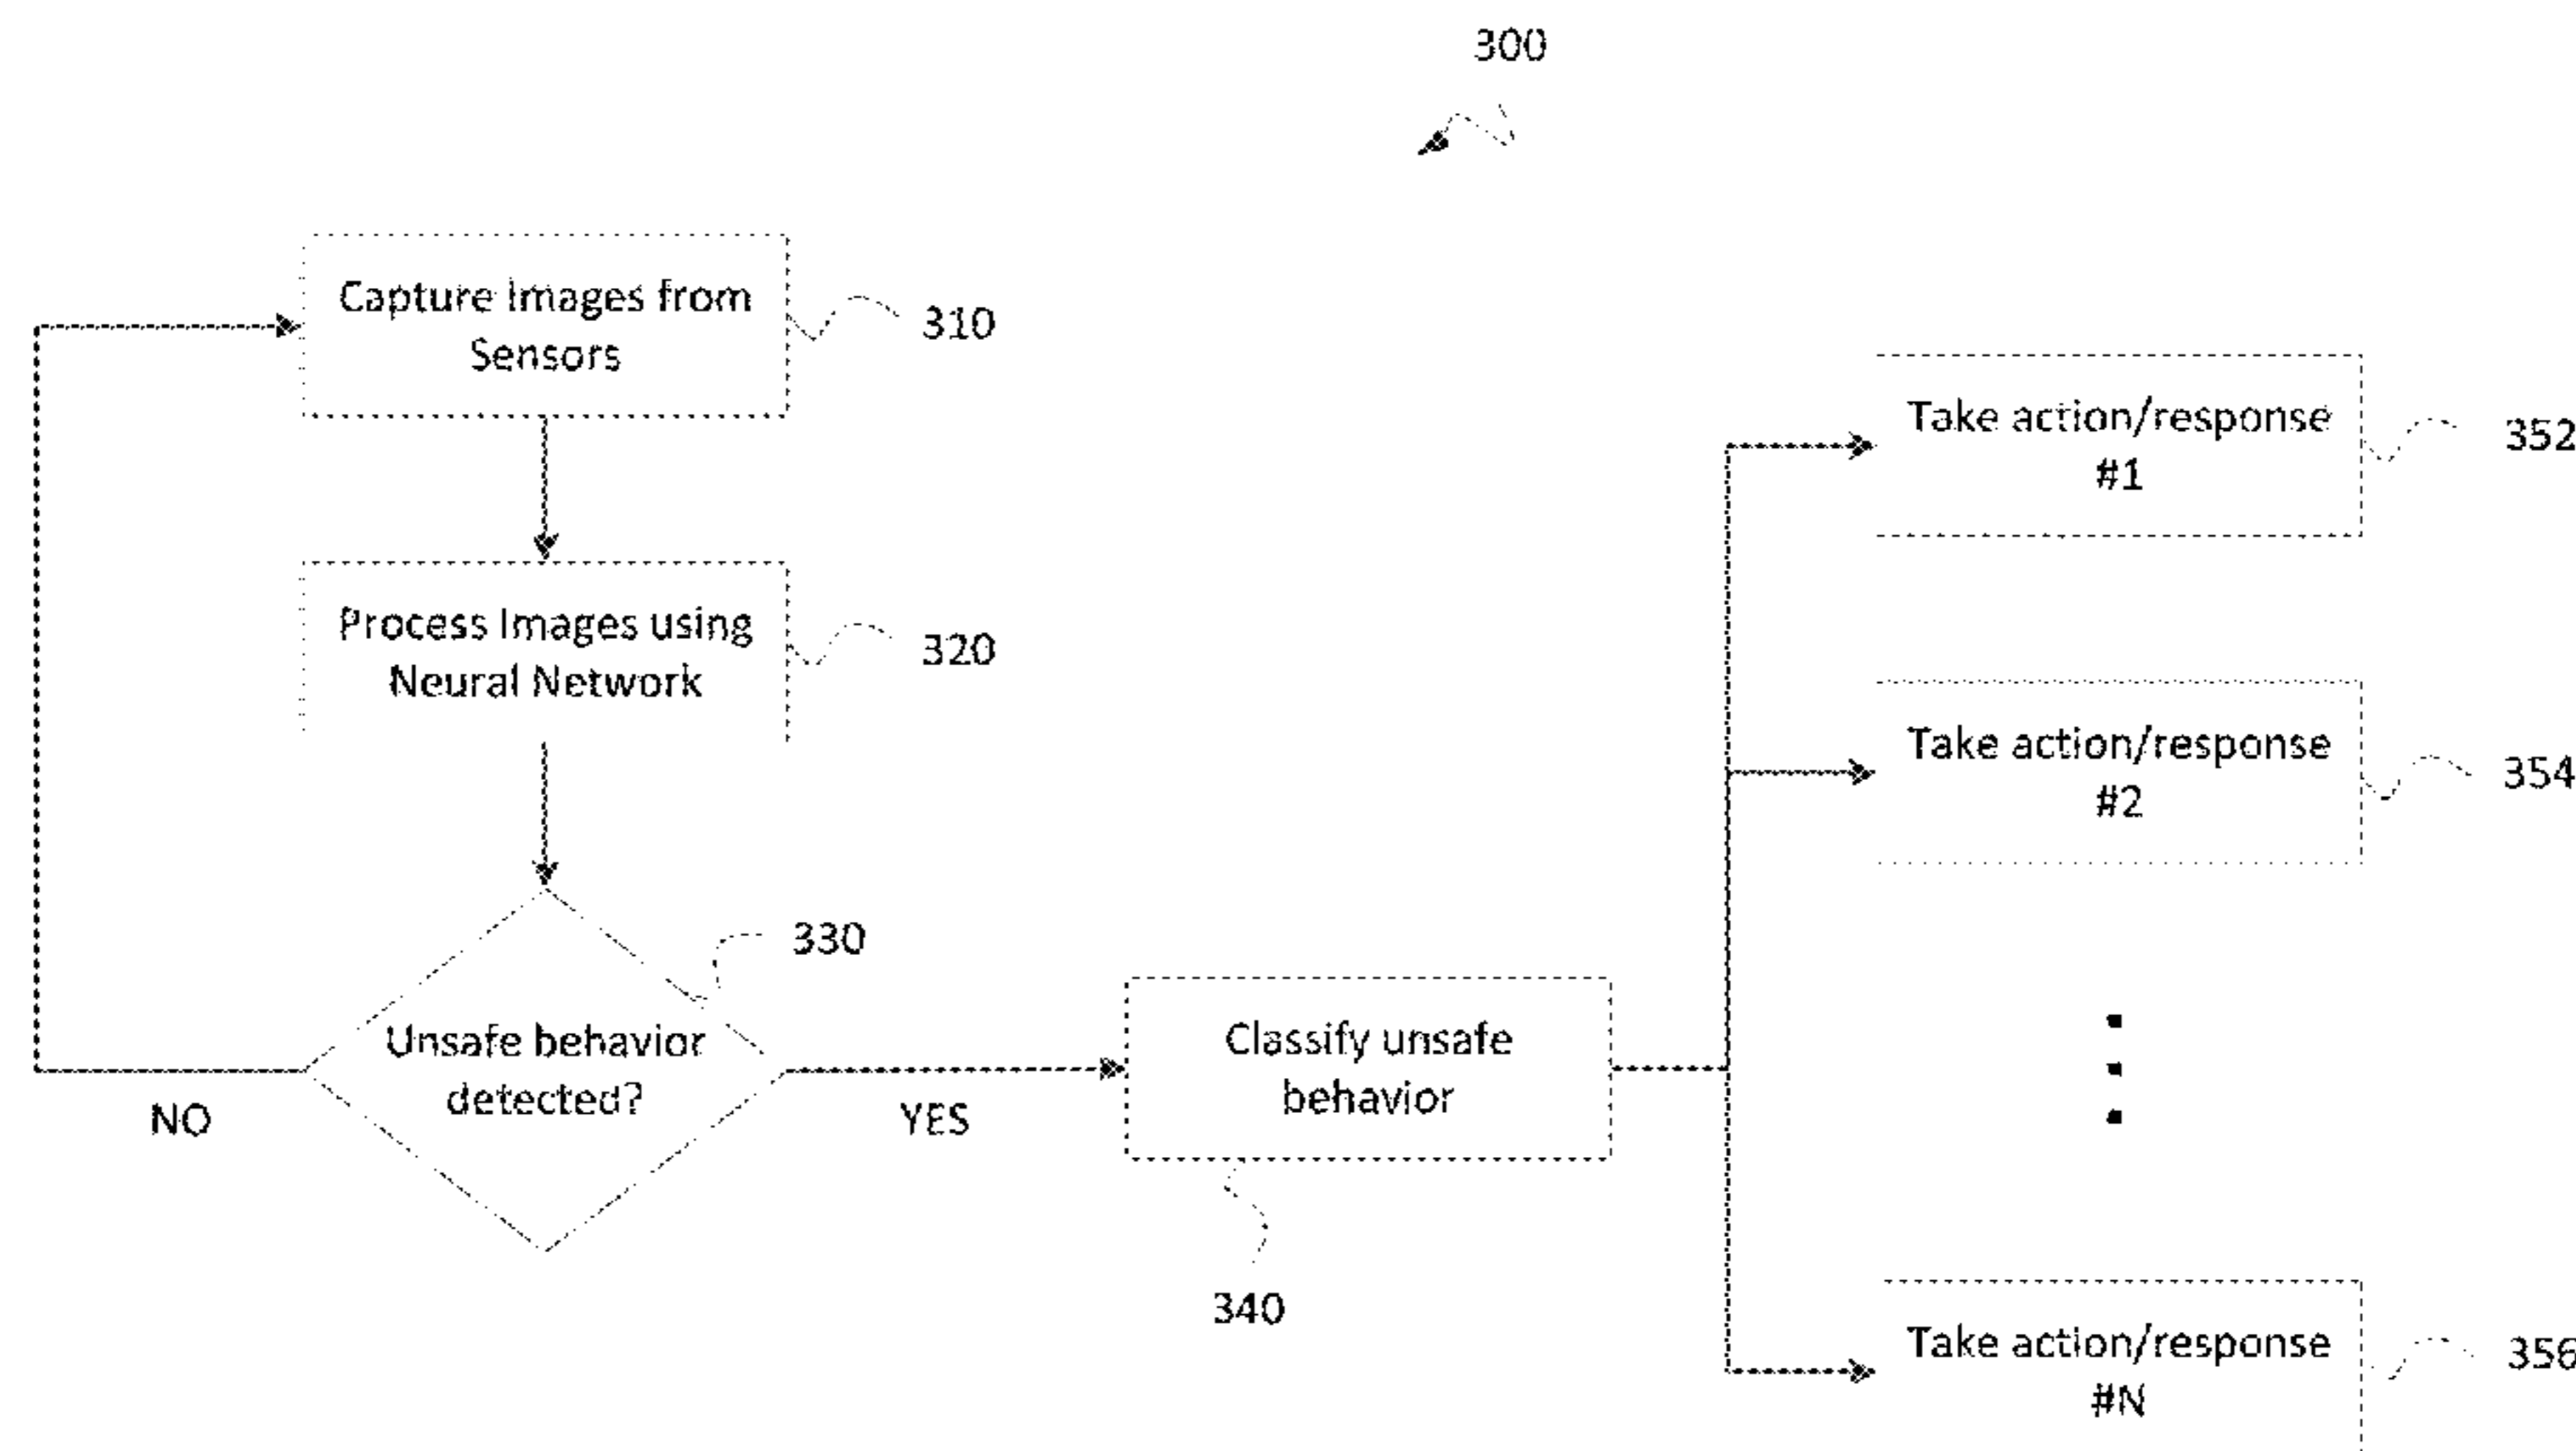 300
Capture Images from
Sensors
310
Process Images using
Neural Network
320
330
Unsafe behavior
detected?
NO
YES
Classify unsafe
behavior
340
Take action/response
#1
352
Take action/response
#2
354
Take action/response
#N
356